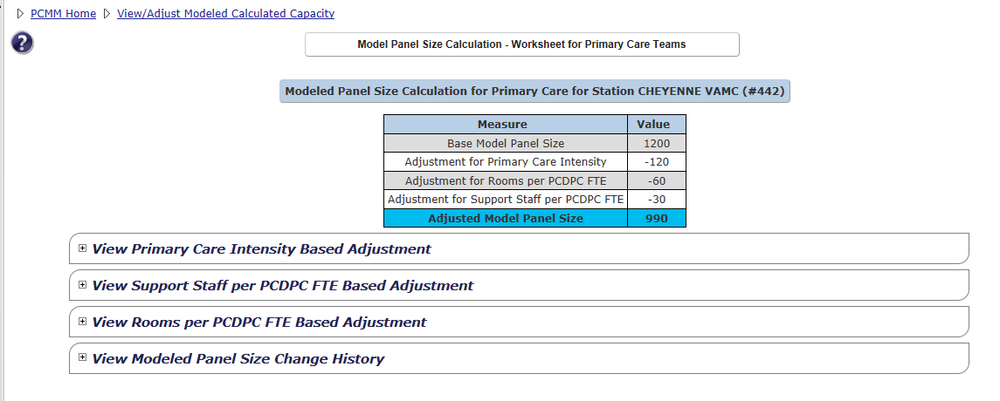 PCMM Home View/Adjust Modeled Calculated Capacity
?
Model Panel Size Calculation - Worksheet for Primary Care Teams
Modeled Panel Size Calculation for Primary Care for Station CHEYENNE VAMC (#442)
Measure Value
Base Model Panel Size 1200
Adjustment for Primary Care Intensity -120
Adjustment for Rooms per PCDPC FTE -60
Adjustment for Support Staff per PCDPC FTE -30
Adjusted Model Panel Size 990
View Primary Care Intensity Based Adjustment
View Support Staff per PCDPC FTE Based Adjustment
View Rooms per PCDPC FTE Based Adjustment
View Modeled Panel Size Change History